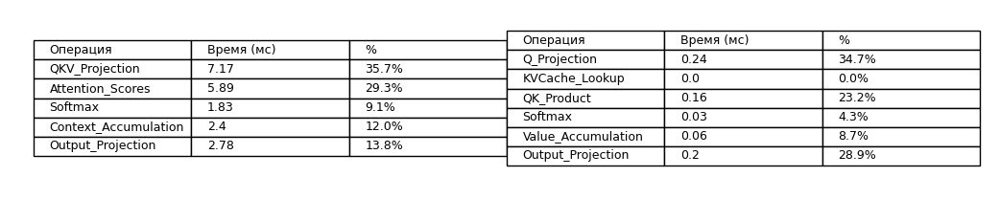 Операция Время (мс) %
QKV_Projection 7.17 35.7%
Attention_Scores 5.89 29.3%
Softmax 1.83 9.1%
Context_Accumulation 2.4 12.0%
Output_Projection 2.78 13.8%
Операция Время (мс) %
Q_Projection 0.24 34.7%
KVCache_Lookup 0.0 0.0%
QK_Product 0.16 23.2%
Softmax 0.03 4.3%
Value_Accumulation 0.06 8.7%
Output_Projection 0.2 28.9%